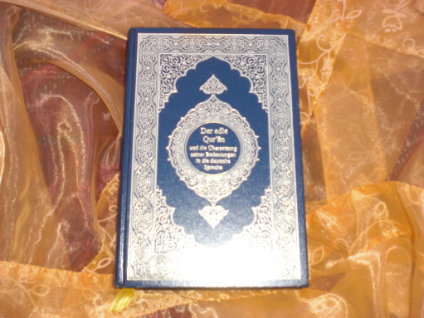 Der edle
Qur'ân
und die Übersetzung
seiner Bedeutungen
in die deutsche
Sprache